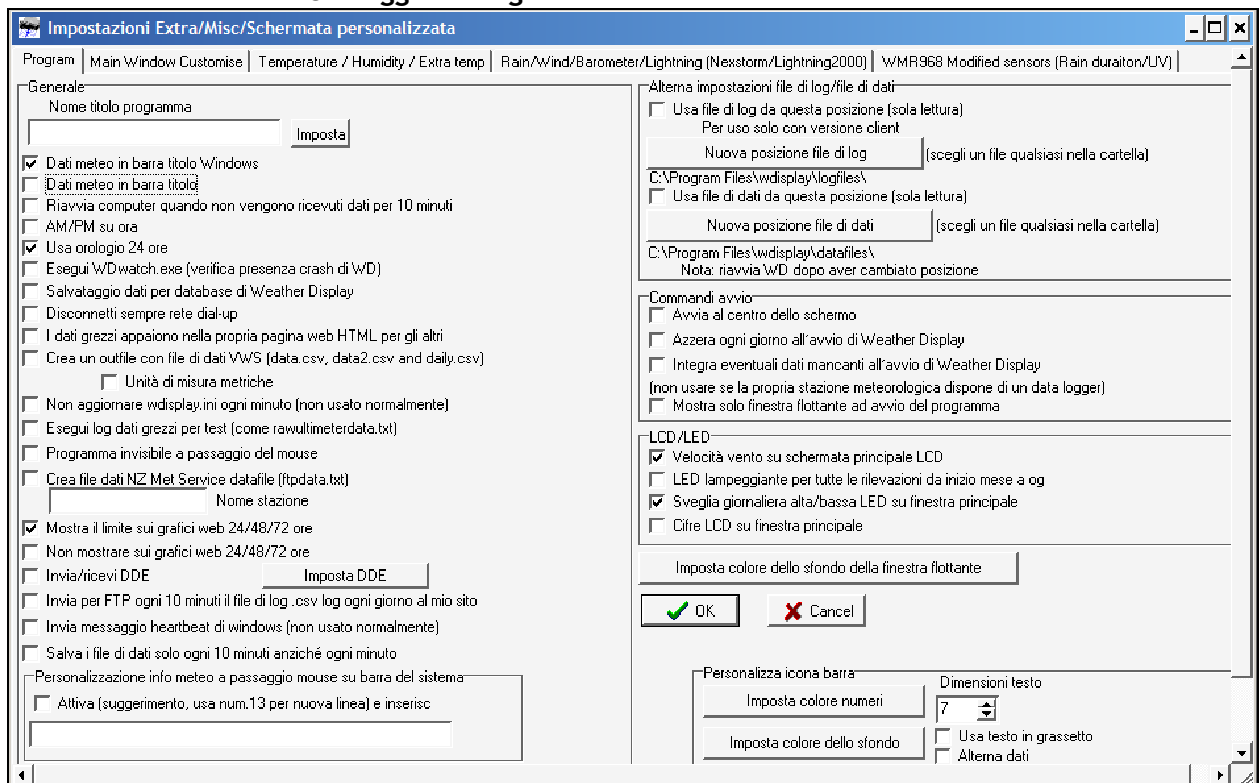 Impostazioni Extra/Misc/Schermata personalizzata
Program
Main Window Customise
Temperature / Humidity / Extra temp
Rain/Wind/Barometer/Lightning (Nexstorm/Lightning2000)
WMR968 Modified sensors (Rain duraiton/UV)
Generale
Nome titolo programma
Imposta
Dati meteo in barra titolo Windows
Dati meteo in barra titolo
Riavvia computer quando non vengono ricevuti dati per 10 minuti
AM/PM su ora
Usa orologio 24 ore
Esegui WDwatch.exe (verifica presenza crash di WD)
Salvataggio dati per database di Weather Display
Disconnetti sempre rete dial-up
I dati grezzi appaiono nella propria pagina web HTML per gli altri
Crea un outfile con file di dati VWS (data.csv, data2.csv and daily.csv)
Unità di misura metriche
Non aggiornare wdisplay.ini ogni minuto (non usato normalmente)
Esegui log dati grezzi per test (come rawultimeterdata.txt)
Programma invisibile a passaggio del mouse
Crea file dati NZ Met Service datafile (ftpdata.txt)
Nome stazione
Mostra il limite sui grafici web 24/48/72 ore
Non mostrare sui grafici web 24/48/72 ore
Invia/ricevi DDE
Imposta DDE
Invia per FTP ogni 10 minuti il file di log .csv log ogni giorno al mio sito
Invia messaggio heartbeat di windows (non usato normalmente)
Salva i file di dati solo ogni 10 minuti anziché ogni minuto
Personalizzazione info meteo a passaggio mouse su barra del sistema
Attiva (suggerimento, usa num.13 per nuova linea) e inserisc
Alterna impostazioni file di log/file di dati
Usa file di log da questa posizione (sola lettura)
Per uso solo con versione client
Nuova posizione file di log
(scegli un file qualsiasi nella cartella)
C:\Program Files\wdisplay\logfiles\
Usa file di dati da questa posizione (sola lettura)
Nuova posizione file di dati
(scegli un file qualsiasi nella cartella)
C:\Program Files\wdisplay\datafiles\
Nota: riavvia WD dopo aver cambiato posizione
Commandi avvio
Avvia al centro dello schermo
Azzera ogni giorno all'avvio di Weather Display
Integra eventuali dati mancanti all'avvio di Weather Display
(non usare se la propria stazione meteorologica dispone di un data logger)
Mostra solo finestra flottante ad avvio del programma
LCD/LED
Velocità vento su schermata principale LCD
LED lampeggiante per tutte le rilevazioni da inizio mese a og
Sveglia giornaliera alta/bassa LED su finestra principale
Cifre LCD su finestra principale
Imposta colore dello sfondo della finestra flottante
OK
Cancel
Personalizza icona barra
Imposta colore numeri
Imposta colore dello sfondo
Dimensioni testo
7
Usa testo in grassetto
Alterna dati